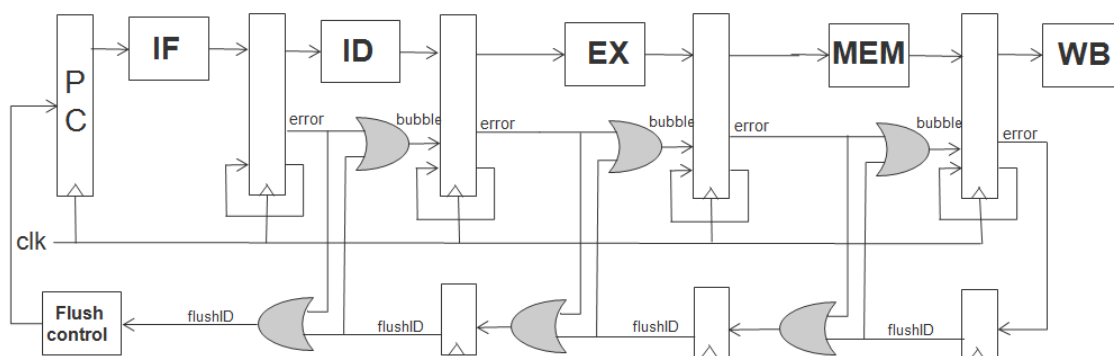 IF
ID
EX
MEM
WB
P
C
error
bubble
error
bubble
error
bubble
error
clk
Flush
control
flushID
flushID
flushID
flushID